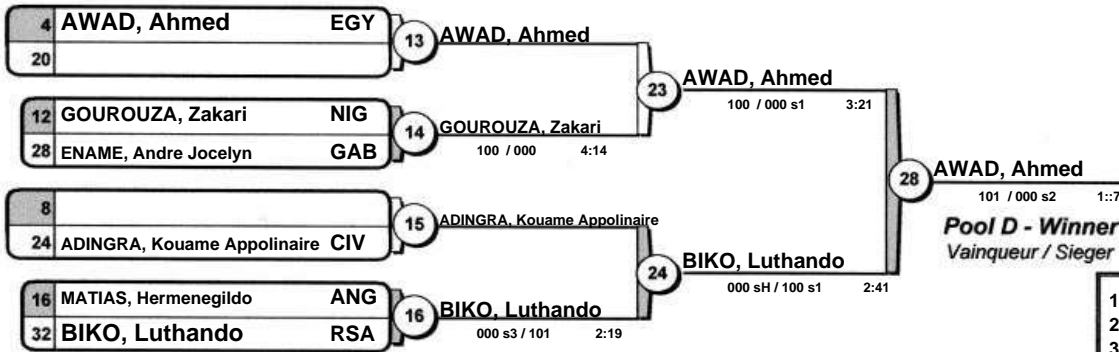 4 AWAD, Ahmed EGY
20
13 AWAD, Ahmed
12 GOUROUZA, Zakari NIG
28 ENAME, Andre Jocelyn GAB
14 GOUROUZA, Zakari
100 / 000 4:14
23 AWAD, Ahmed
100 / 000 s1 3:21
8
24 ADINGRA, Kouame Appolinaire CIV
15 ADINGRA, Kouame Appolinaire
16 MATIAS, Hermenegildo ANG
32 BIKO, Luthando RSA
16 BIKO, Luthando
000 s3 / 101 2:19
24 BIKO, Luthando
000 sH / 100 s1 2:41
28 AWAD, Ahmed
101 / 000 s2 1::7
Pool D - Winner
Vainqueur / Sieger
1
2
3